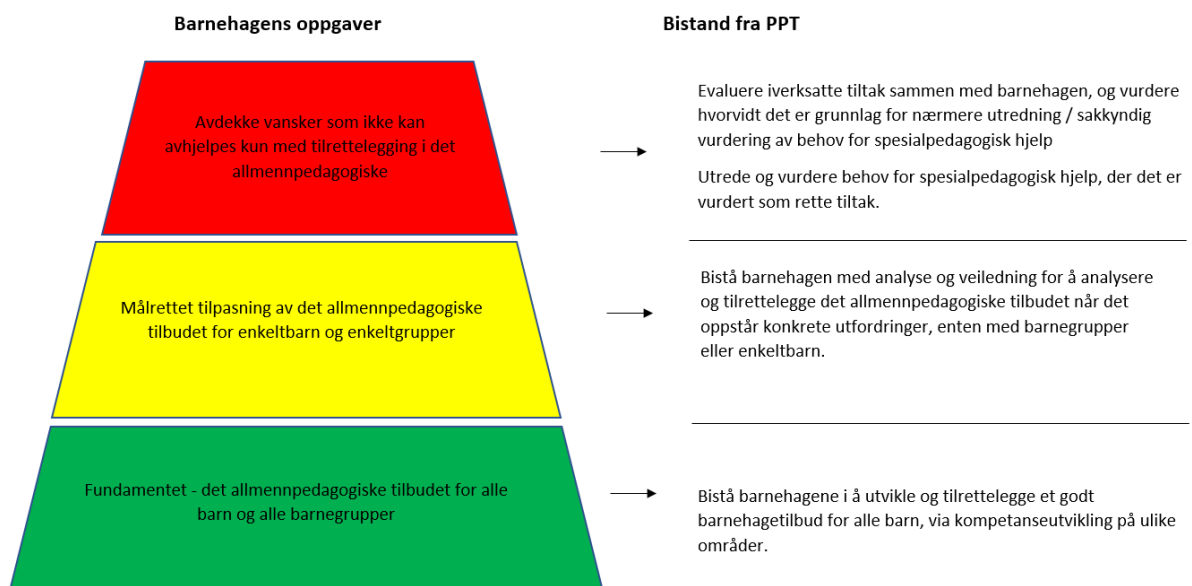 Barnehagens oppgaver
Bistand fra PPT
Avdekke vansker som ikke kan
avhjelpes kun med tilrettelegging i det
allmennpedagogiske
Evaluere iverksatte tiltak sammen med barnehagen, og vurdere
hvorvidt det er grunnlag for nærmere utredning / sakkyndig
vurdering av behov for spesialpedagogisk hjelp
Utrede og vurdere behov for spesialpedagogisk hjelp, der det er
vurdert som rette tiltak.
Målrettet tilpasning av det allmennpedagogiske
tilbudet for enkeltbarn og enkeltgrupper
Bistå barnehagen med analyse og veiledning for å analysere
og tilrettelegge det allmennpedagogiske tilbudet når det
oppstår konkrete utfordringer, enten med barnegrupper
eller enkeltbarn.
Fundamentet - det allmennpedagogiske tilbudet for alle
barn og alle barnegrupper
Bistå barnehagene i å utvikle og tilrettelegge et godt
barnehagetilbud for alle barn, via kompetanseutvikling på ulike
områder.